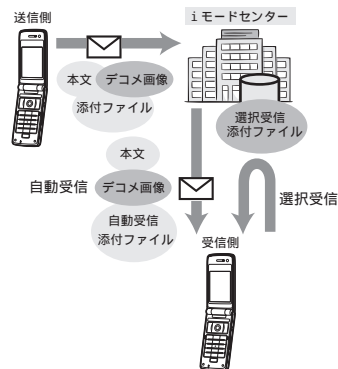 送信側
iモードセンター
本文
デコメ画像
添付ファイル
選択受信
添付ファイル
本文
自動受信
デコメ画像
選択受信
自動受信
添付ファイル
受信側